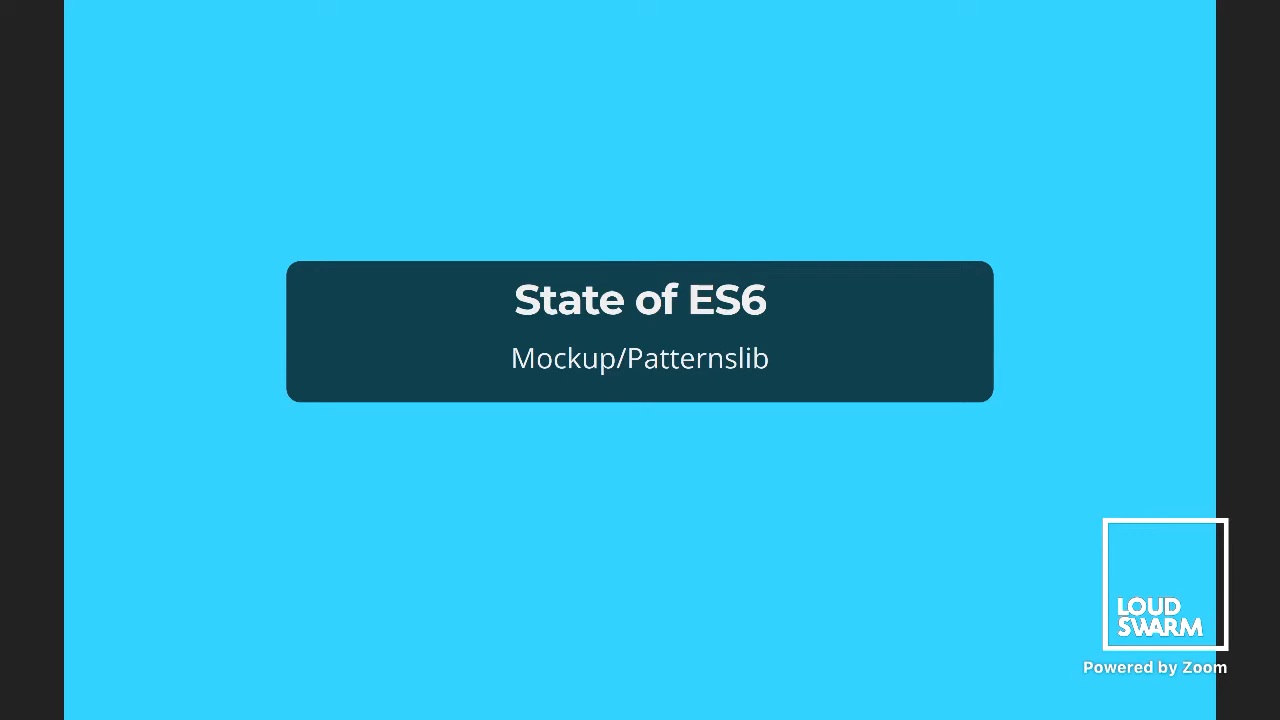 State of ES6
Mockup/Patternslib
LOUD
SWARM
Powered by Zoom